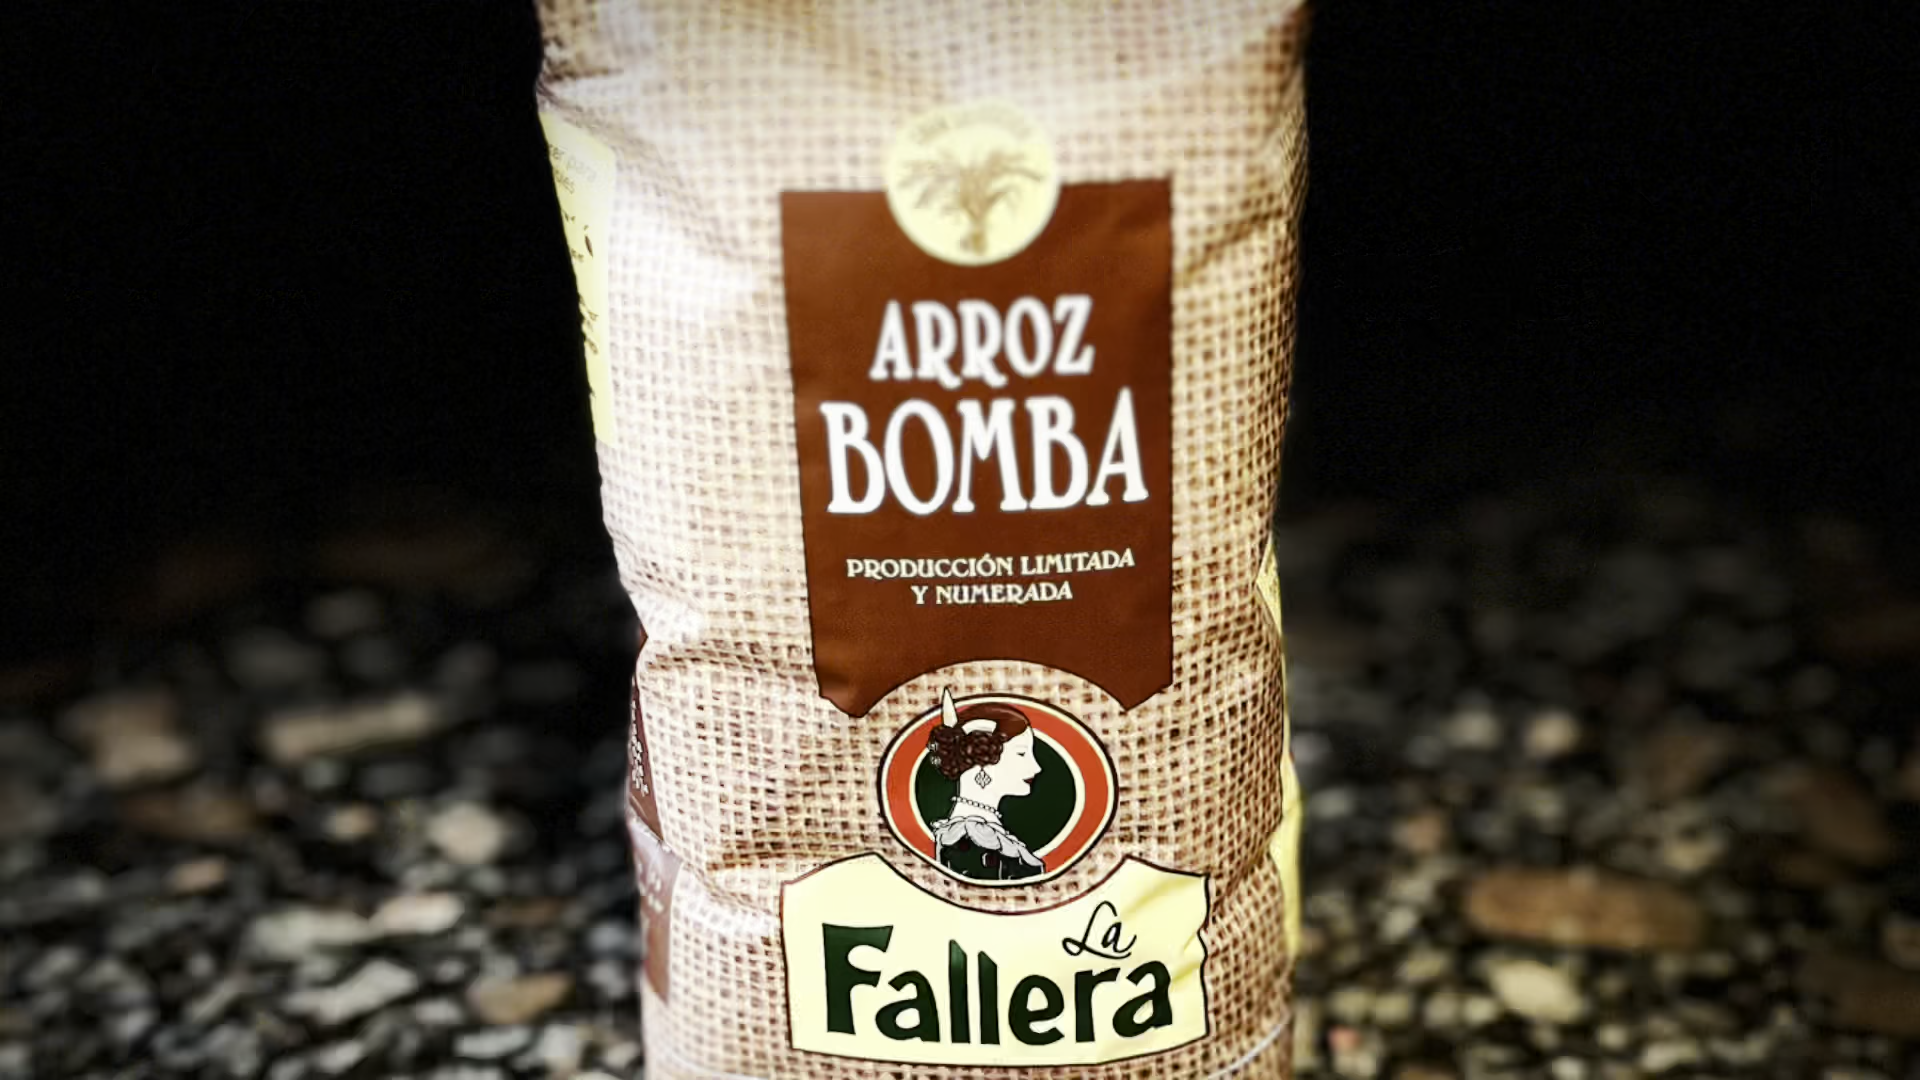 ARROZ
BOMBA
PRODUCCIÓN LIMITADA
Y NUMERADA
La
Fallera